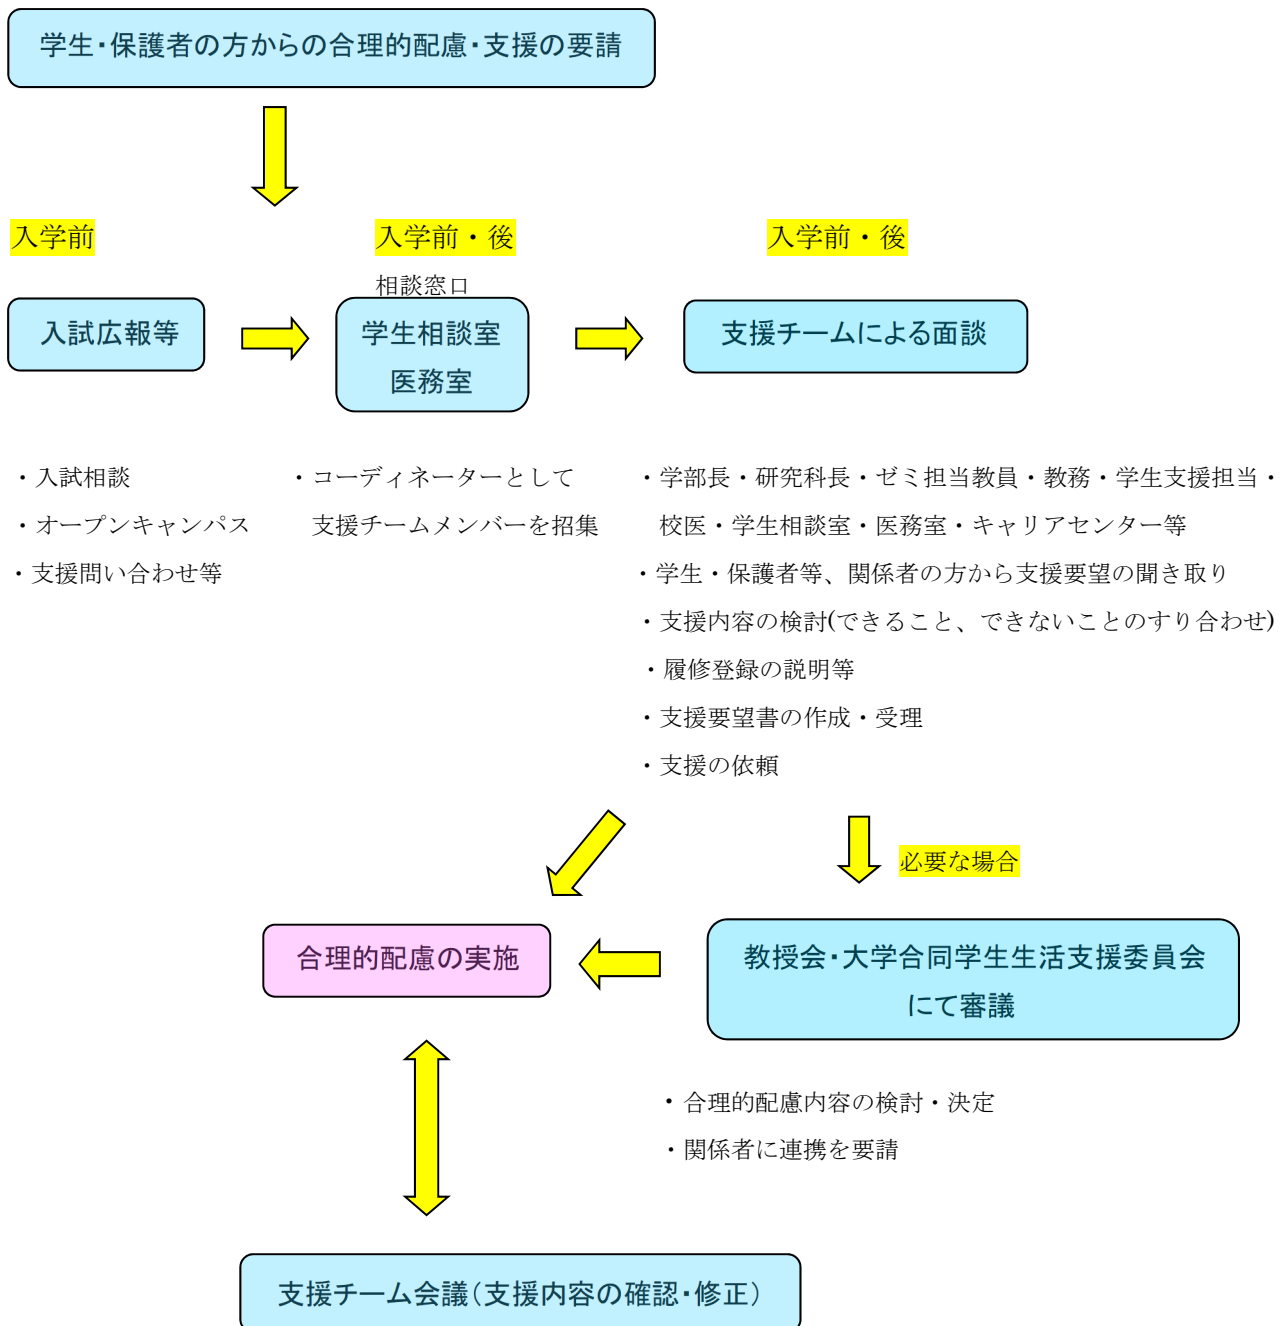 学生・保護者の方からの合理的配慮・支援の要請
入学前
入学前・後
入学前・後
相談窓口
入試広報等
学生相談室
医務室
支援チームによる面談
・入試相談
・オープンキャンパス
・支援問い合わせ等
・コーディネーターとして
支援チームメンバーを招集
・学部長・研究科長・ゼミ担当教員・教務・学生支援担当・
校医・学生相談室・医務室・キャリアセンター等
・学生・保護者等、関係者の方から支援要望の聞き取り
・支援内容の検討(できること、できないことのすり合わせ)
・履修登録の説明等
・支援要望書の作成・受理
・支援の依頼
必要な場合
合理的配慮の実施
教授会・大学合同学生生活支援委員会
にて審議
・合理的配慮内容の検討・決定
・関係者に連携を要請
支援チーム会議（支援内容の確認・修正）